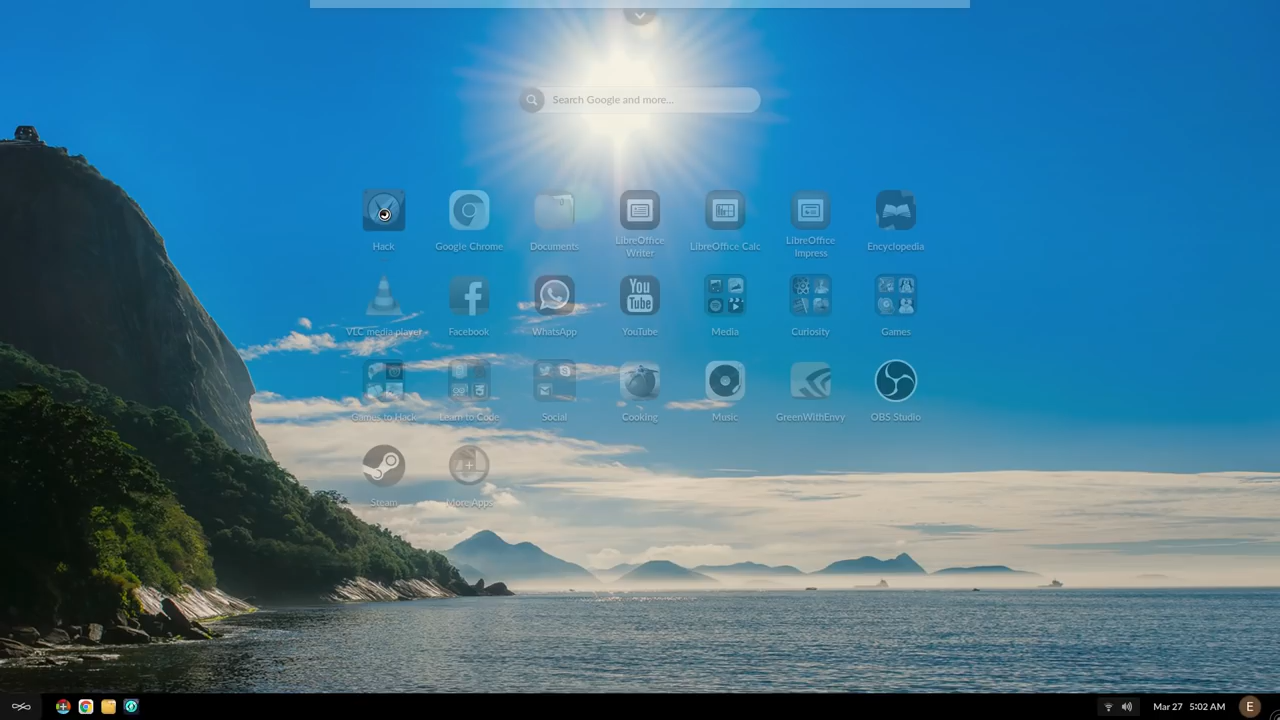 Search Google and more...
Hack
Google Chrome
Documents
LibreOffice
Writer
LibreOffice Calc
LibreOffice
Impress
Encyclopedia
VLC media player
Facebook
You
Tube
WhatsApp
YouTube
Media
Curiosity
Games
Games to Hack
Learn to Code
Social
Cooking
Music
GreenWithEnvy
OBS Studio
Steam
More Apps
Mar 27 5:02 AM
E